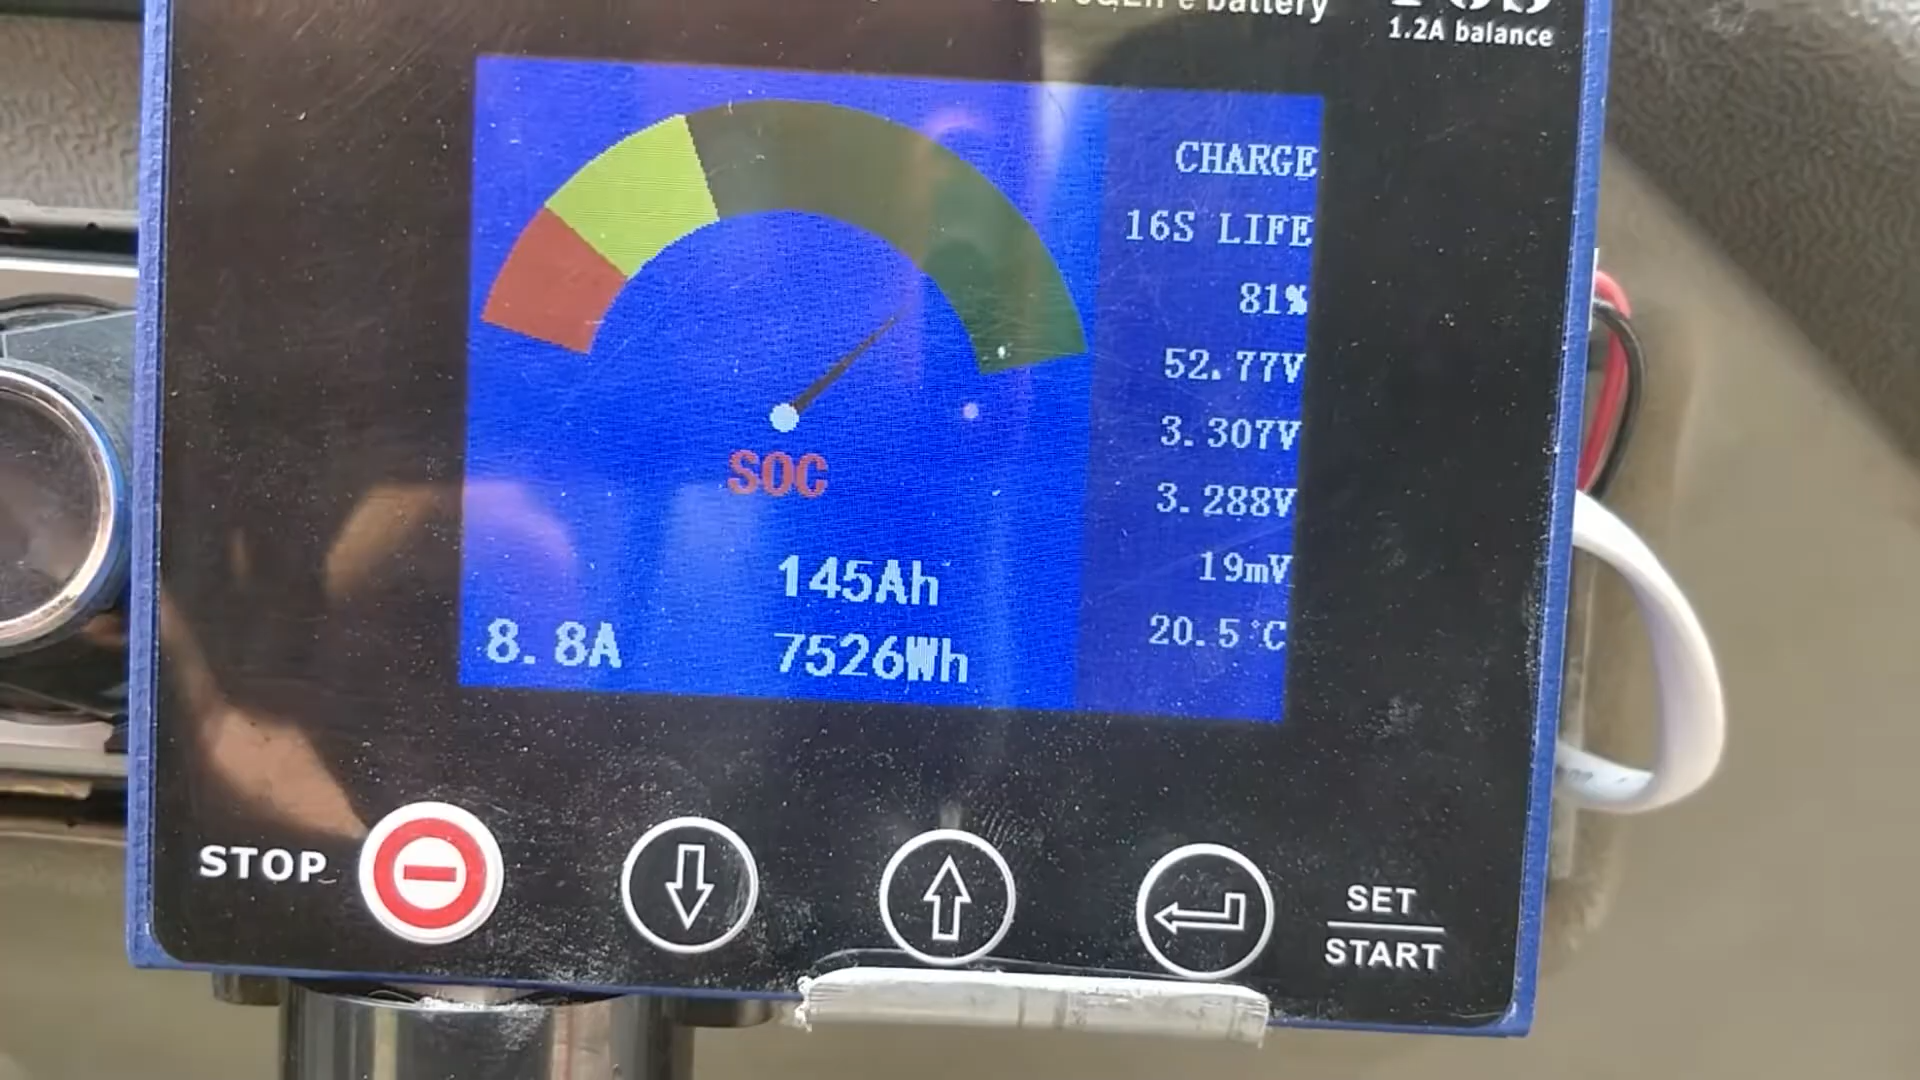 battery
1.2A balance
CHARGE
16S LIFE
81%
52.77V
3.307V
3.288V
19mV
20.5°C
SOC
145Ah
8.8A
7526Wh
STOP
SET
START